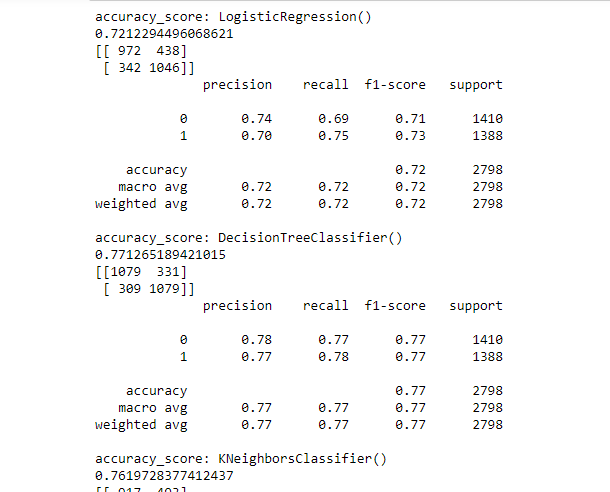 accuracy_score: LogisticRegression()
0.7212294496068621
[[ 972  438]
 [ 342 1046]]
              precision    recall  f1-score   support

           0       0.74      0.69      0.71      1410
           1       0.70      0.75      0.73      1388

    accuracy                           0.72      2798
   macro avg       0.72      0.72      0.72      2798
weighted avg       0.72      0.72      0.72      2798

accuracy_score: DecisionTreeClassifier()
0.771265189421015
[[1079  331]
 [ 309 1079]]
              precision    recall  f1-score   support

           0       0.78      0.77      0.77      1410
           1       0.77      0.78      0.77      1388

    accuracy                           0.77      2798
   macro avg       0.77      0.77      0.77      2798
weighted avg       0.77      0.77      0.77      2798

accuracy_score: KNeighborsClassifier()
0.7619728377412437